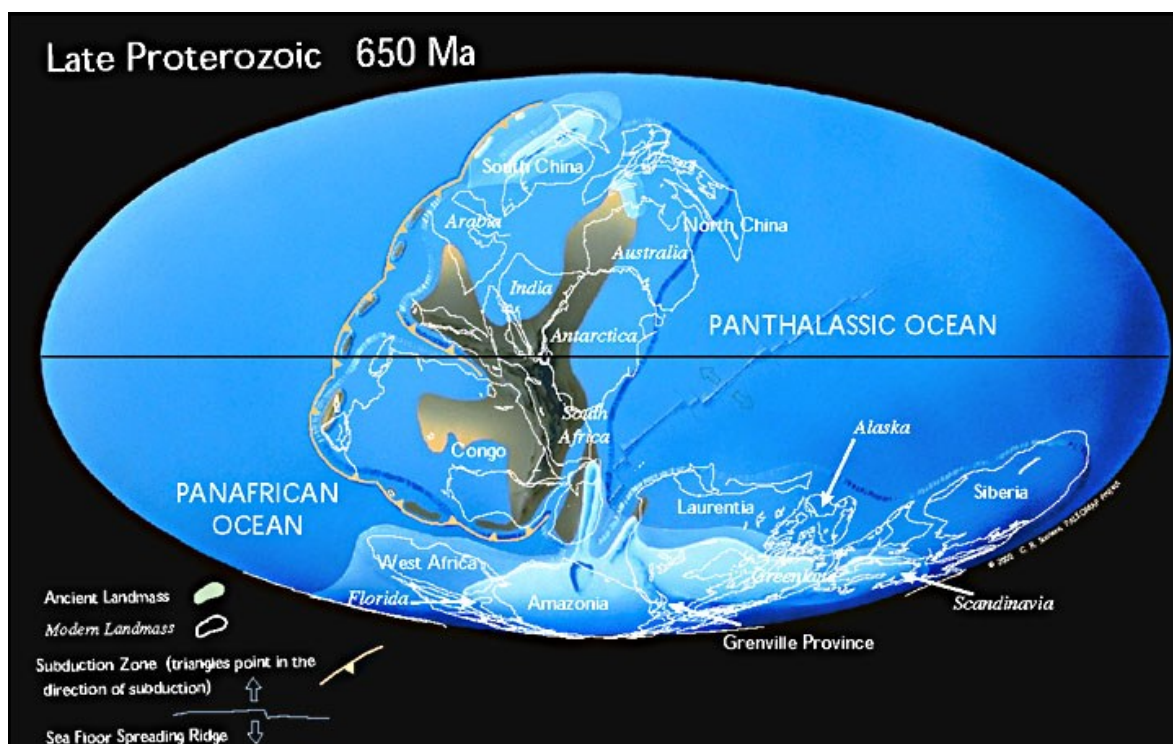 Late Proterozoic 650 Ma
South China
Arabia
North China
Australia
India
Antarctica
PANTHALASSIC OCEAN
South
Africa
Alaska
Congo
PANAFRICAN
OCEAN
Laurentia
Siberia
West Africa
Greenland
Florida
Amazonia
Scandinavia
Grenville Province
Ancient Landmass
Modern Landmass
Subduction Zone (triangles point in the
direction of subduction)
Sea Floor Spreading Ridge